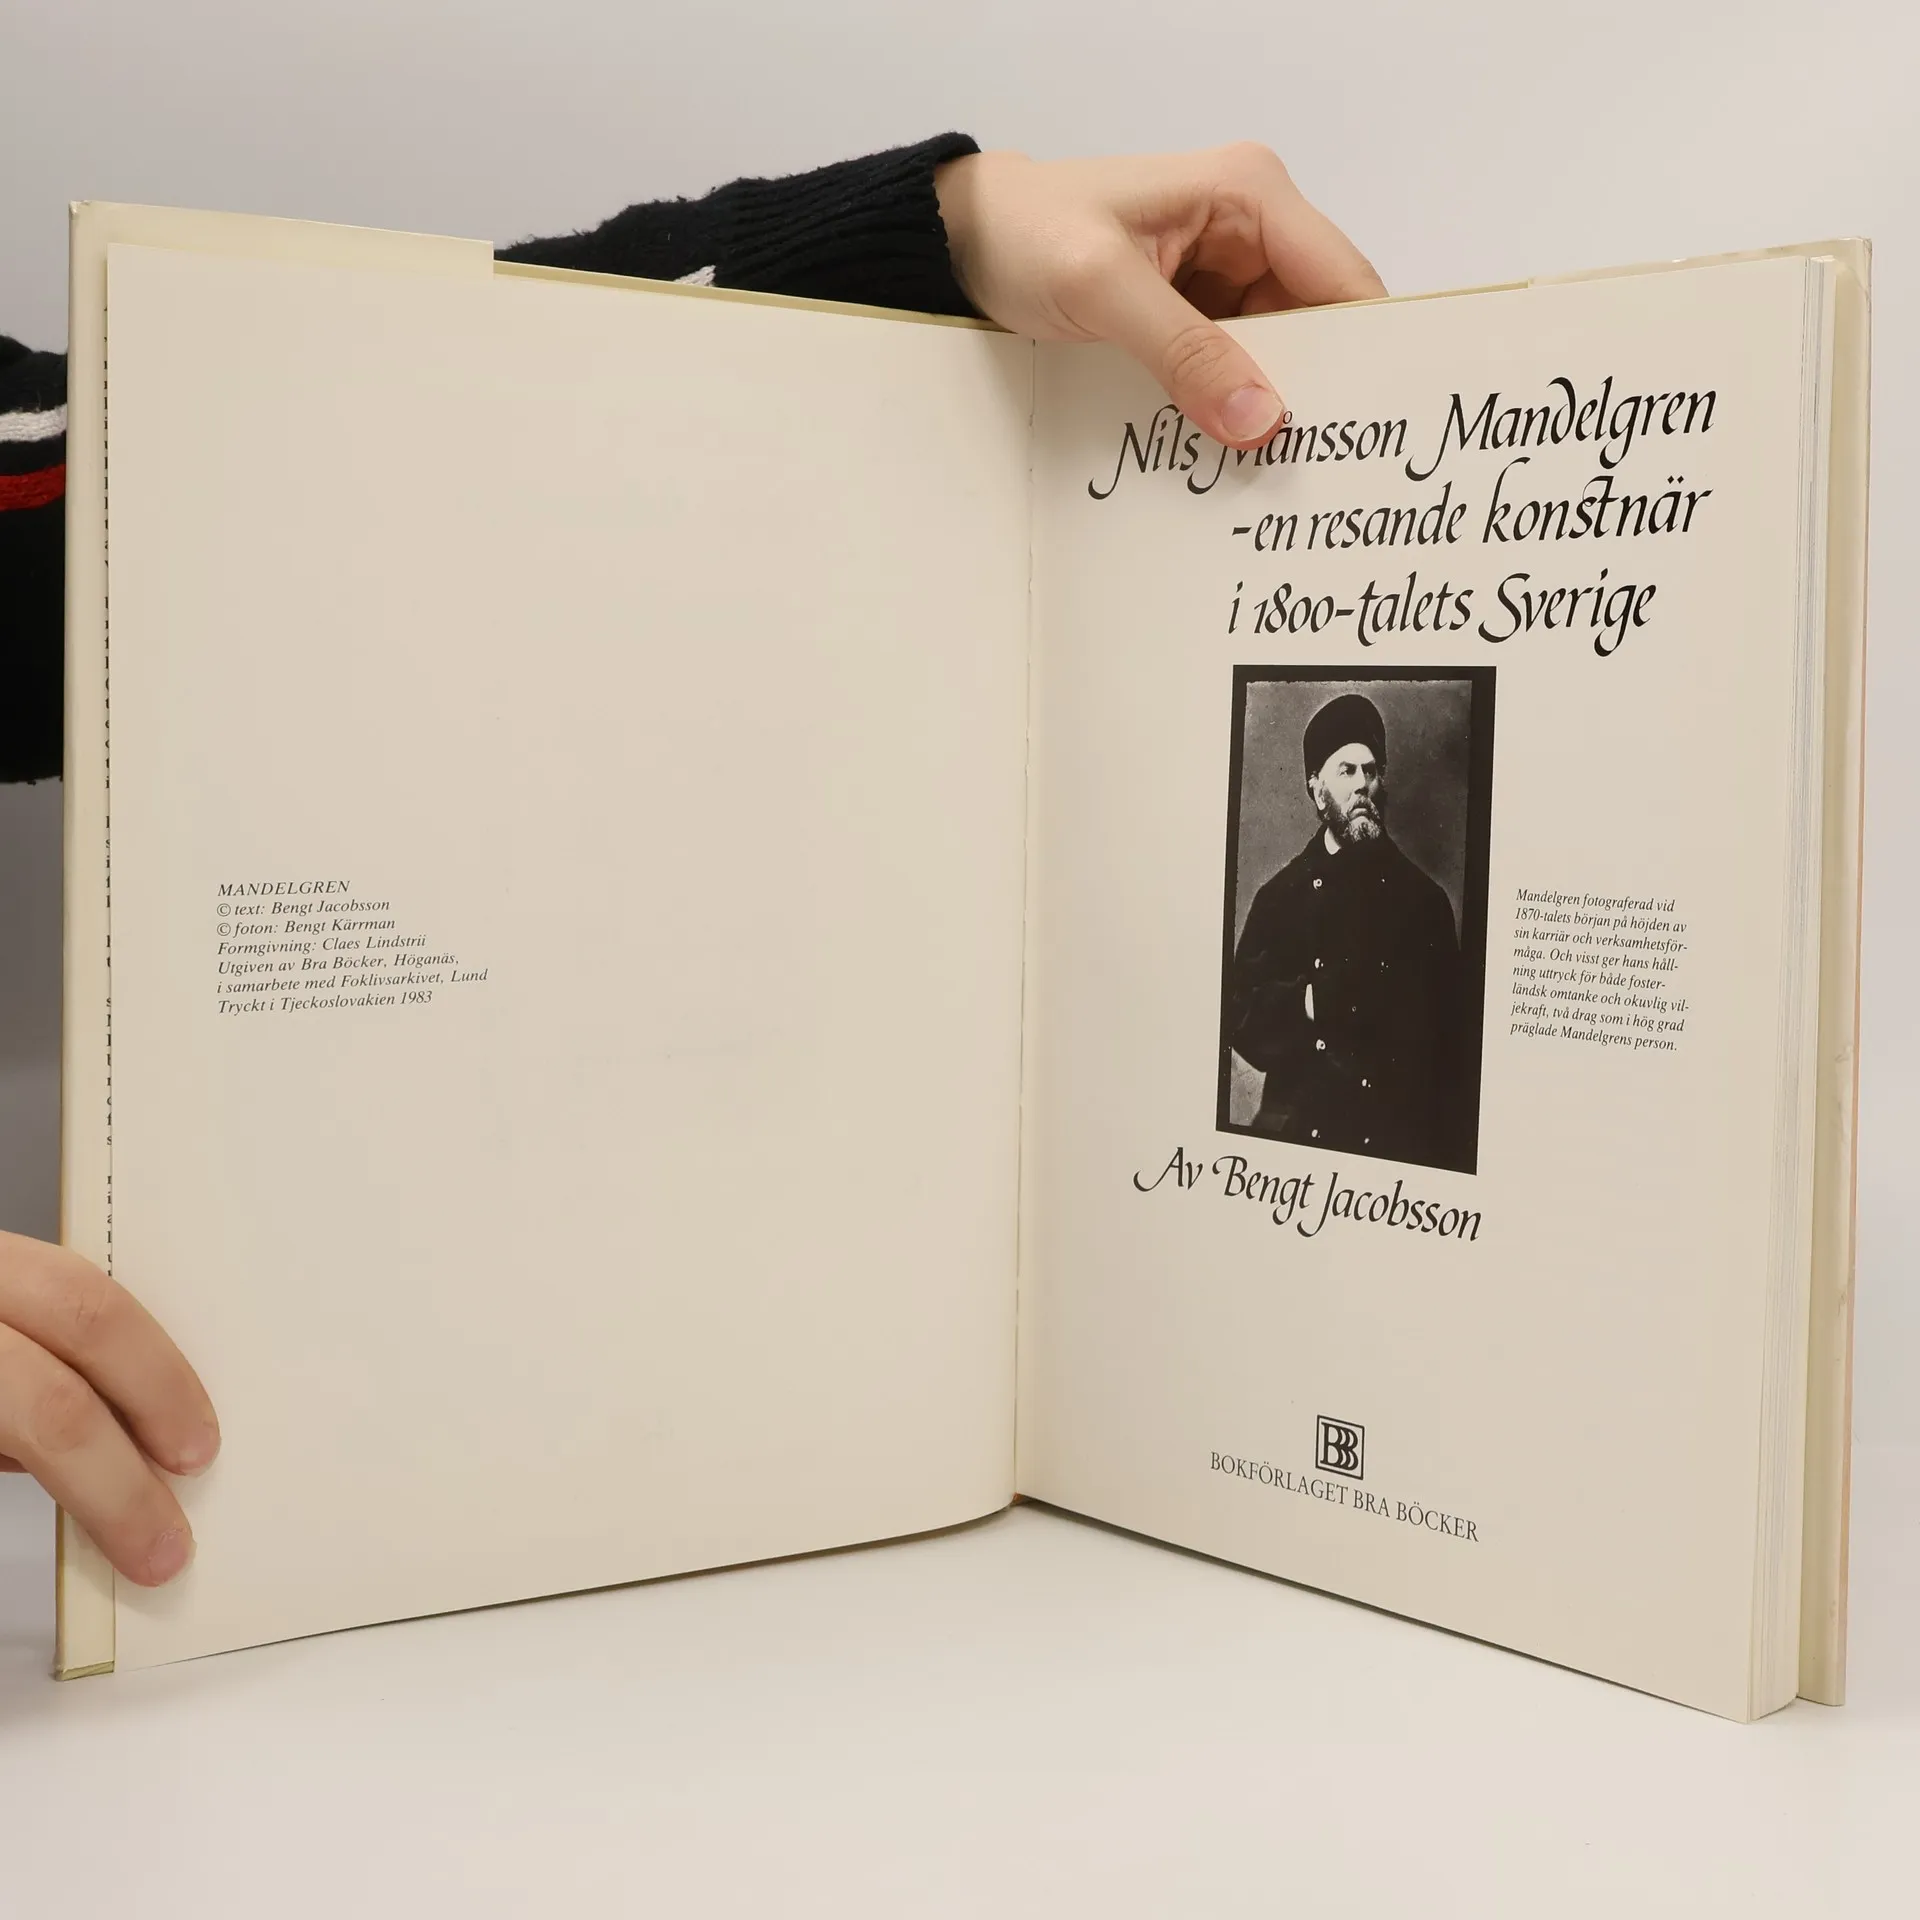 MANDELGREN
© text: Bengt Jacobsson
© foton: Bengt Kärrman
Formgivning: Claes Lindstrii
Utgiven av Bra Böcker, Höganäs,
i samarbete med Foklivsarkivet, Lund
Tryckt i Tjeckoslovakien 1983
Nils Månsson Mandelgren
-en resande konstnär
i 1800-talets Sverige
Mandelgren fotograferad vid
1870-talets början på höjden av
sin karriär och verksamhetsför-
måga. Och visst ger hans håll-
ning uttryck för både foster-
ländsk omtanke och okuvlig vil-
jekraft, två drag som i hög grad
präglade Mandelgrens person.
Av Bengt Jacobsson
BBB
BOKFÖRLAGET BRA BÖCKER